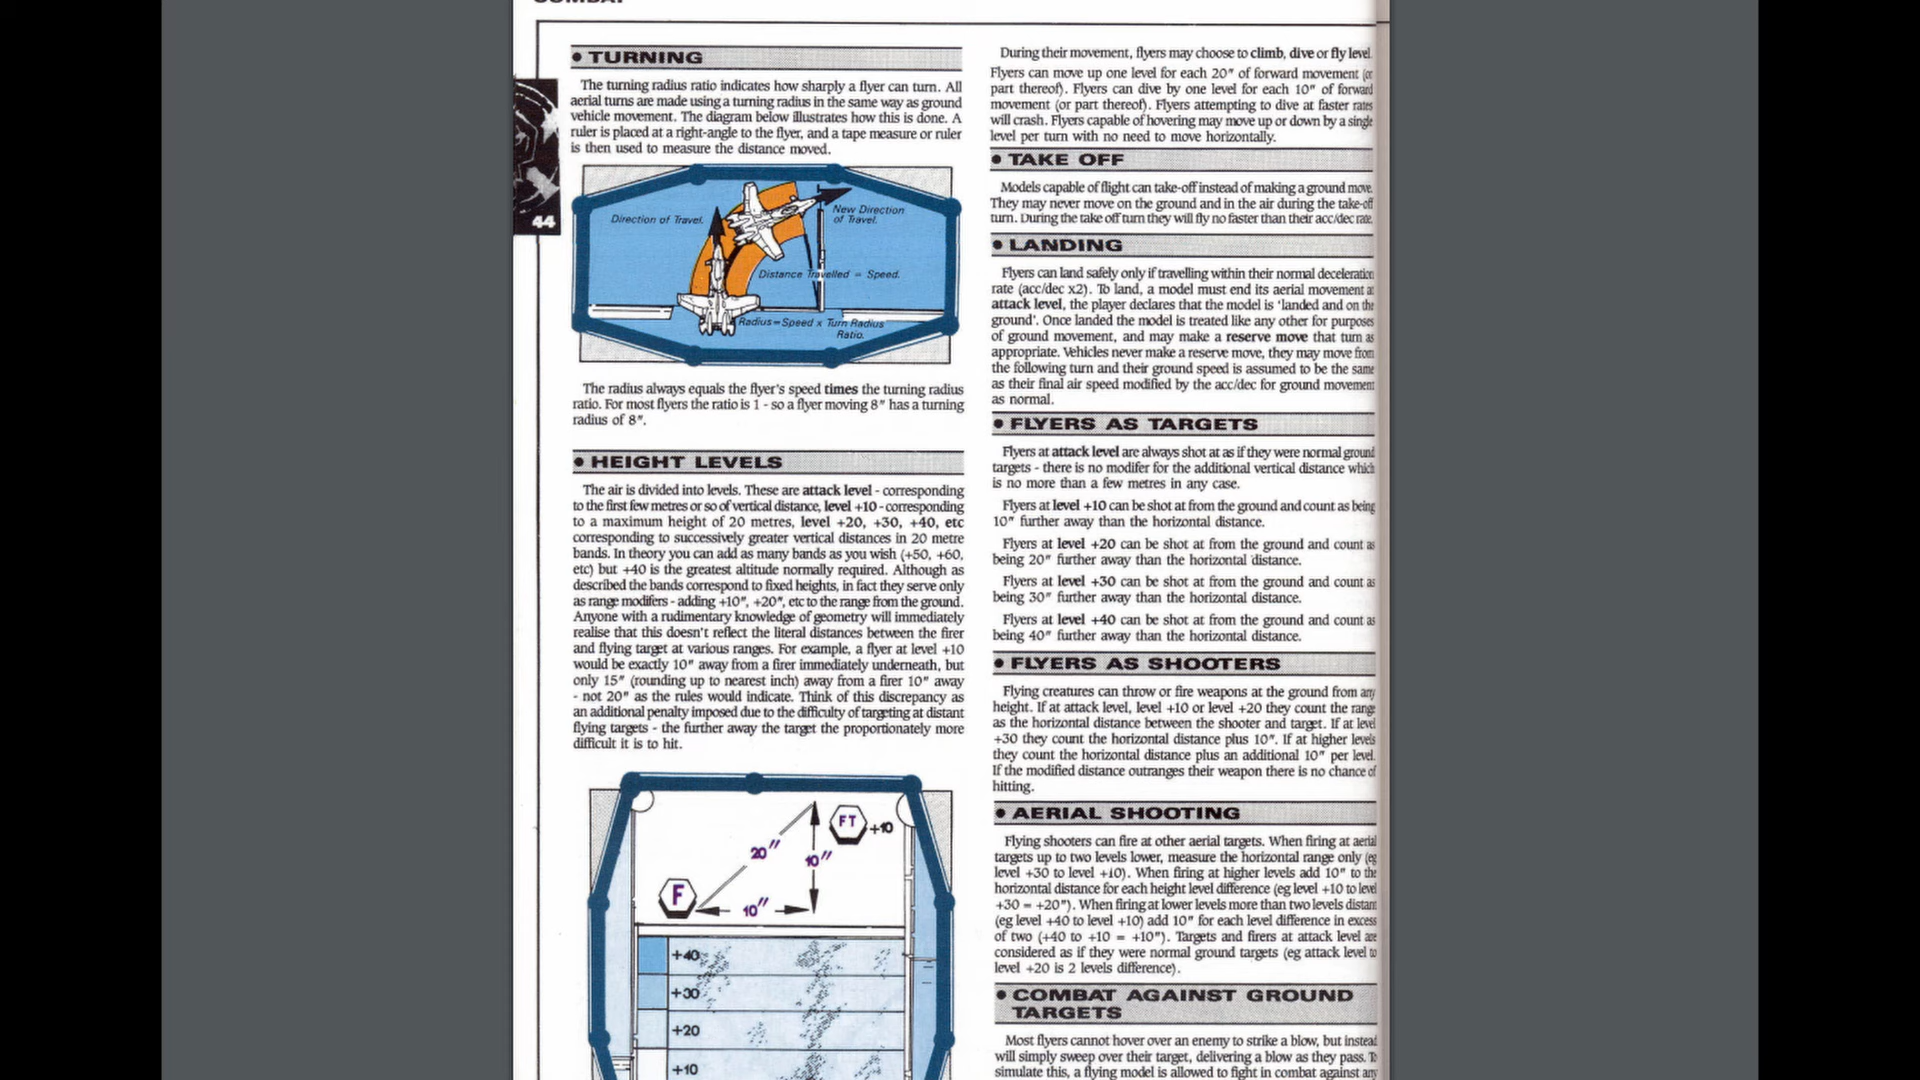 COMBAT
• TURNING
The turning radius ratio indicates how sharply a flyer can turn. All
aerial turns are made using a turning radius in the same way as ground
vehicle movement. The diagram below illustrates how this is done. A
ruler is placed at a right-angle to the flyer, and a tape measure or ruler
is then used to measure the distance moved.
44
Direction of Travel.
New Direction
of Travel.
Distance Travelled = Speed.
Radius=Speed x Turn Radius
Ratio.
The radius always equals the flyer's speed times the turning radius
ratio. For most flyers the ratio is 1 - so a flyer moving 8" has a turning
radius of 8".
• HEIGHT LEVELS
The air is divided into levels. These are attack level - corresponding
to the first few metres or so of vertical distance, level +10 - corresponding
to a maximum height of 20 metres, level +20, +30, +40, etc
corresponding to successively greater vertical distances in 20 metre
bands. In theory you can add as many bands as you wish (+50, +60,
etc) but +40 is the greatest altitude normally required. Although as
described the bands correspond to fixed heights, in fact they serve only
as range modifers - adding +10", +20", etc to the range from the ground.
Anyone with a rudimentary knowledge of geometry will immediately
realise that this doesn't reflect the literal distances between the firer
and flying target at various ranges. For example, a flyer at level +10
would be exactly 10" away from a firer immediately underneath, but
only 15" (rounding up to nearest inch) away from a firer 10" away
- not 20" as the rules would indicate. Think of this discrepancy as
an additional penalty imposed due to the difficulty of targeting at distant
flying targets - the further away the target the proportionately more
difficult it is to hit.
FT +10
20"
10"
F
10"
+40
+30
+20
+10
During their movement, flyers may choose to climb, dive or fly level.
Flyers can move up one level for each 20" of forward movement (or
part thereof). Flyers can dive by one level for each 10" of forward
movement (or part thereof). Flyers attempting to dive at faster rates
will crash. Flyers capable of hovering may move up or down by a single
level per turn with no need to move horizontally.
• TAKE OFF
Models capable of flight can take-off instead of making a ground move.
They may never move on the ground and in the air during the take-off
turn. During the take off turn they will fly no faster than their acc/dec rate.
• LANDING
Flyers can land safely only if travelling within their normal deceleration
rate (acc/dec x2). To land, a model must end its aerial movement at
attack level, the player declares that the model is 'landed and on the
ground'. Once landed the model is treated like any other for purposes
of ground movement, and may make a reserve move that turn as
appropriate. Vehicles never make a reserve move, they may move from
the following turn and their ground speed is assumed to be the same
as their final air speed modified by the acc/dec for ground movement
as normal.
• FLYERS AS TARGETS
Flyers at attack level are always shot at as if they were normal ground
targets - there is no modifer for the additional vertical distance which
is no more than a few metres in any case.
Flyers at level +10 can be shot at from the ground and count as being
10" further away than the horizontal distance.
Flyers at level +20 can be shot at from the ground and count as
being 20" further away than the horizontal distance.
Flyers at level +30 can be shot at from the ground and count as
being 30" further away than the horizontal distance.
Flyers at level +40 can be shot at from the ground and count as
being 40" further away than the horizontal distance.
• FLYERS AS SHOOTERS
Flying creatures can throw or fire weapons at the ground from any
height. If at attack level, level +10 or level +20 they count the range
as the horizontal distance between the shooter and target. If at level
+30 they count the horizontal distance plus 10". If at higher levels
they count the horizontal distance plus an additional 10" per level.
If the modified distance outranges their weapon there is no chance of
hitting.
• AERIAL SHOOTING
Flying shooters can fire at other aerial targets. When firing at aerial
targets up to two levels lower, measure the horizontal range only (eg
level +30 to level +10). When firing at higher levels add 10" to the
horizontal distance for each height level difference (eg level +10 to level
+30 = +20"). When firing at lower levels more than two levels distant
(eg level +40 to level +10) add 10" for each level difference in excess
of two (+40 to +10 = +10"). Targets and firers at attack level are
considered as if they were normal ground targets (eg attack level to
level +20 is 2 levels difference).
• COMBAT AGAINST GROUND
TARGETS
Most flyers cannot hover over an enemy to strike a blow, but instead
will simply sweep over their target, delivering a blow as they pass. To
simulate this, a flying model is allowed to fight in combat against any